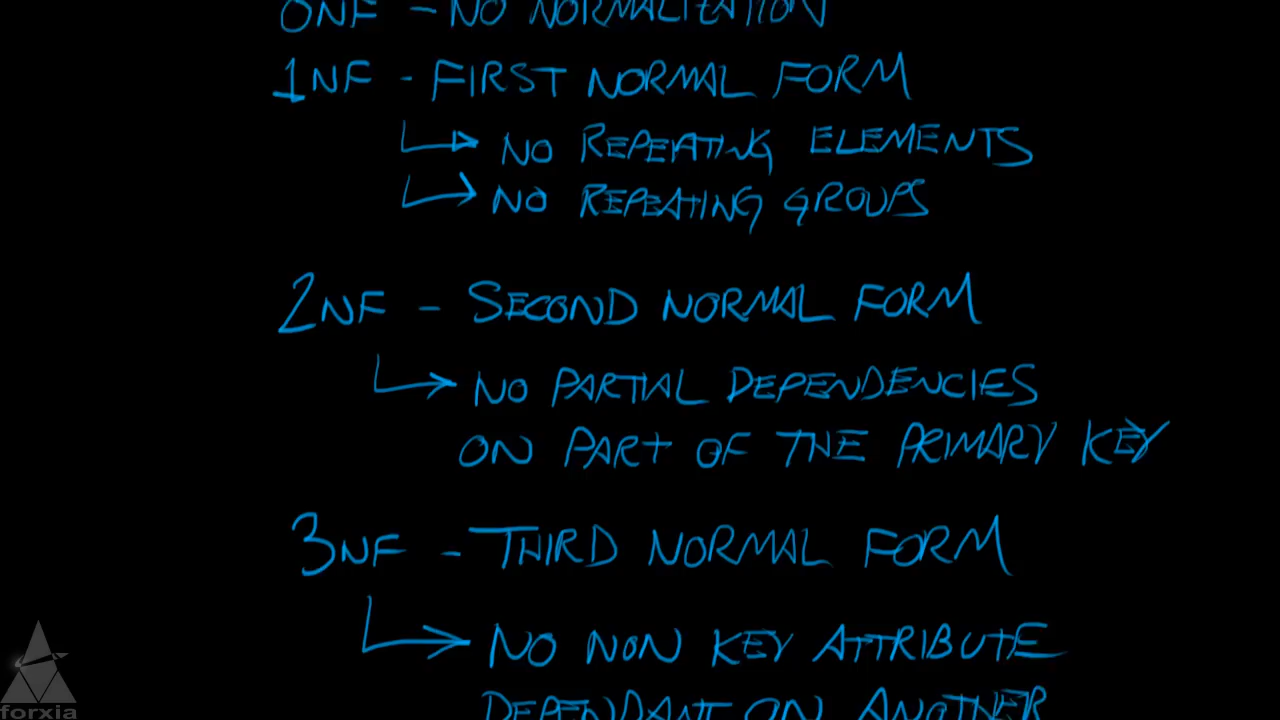 0NF - NO NORMALIZATION
1NF - FIRST NORMAL FORM
NO REPEATING ELEMENTS
NO REPEATING GROUPS
2NF - SECOND NORMAL FORM
NO PARTIAL DEPENDENCIES
ON PART OF THE PRIMARY KEY
3NF - THIRD NORMAL FORM
NO NON KEY ATTRIBUTE
DEPENDANT ON ANOTHER
forxia